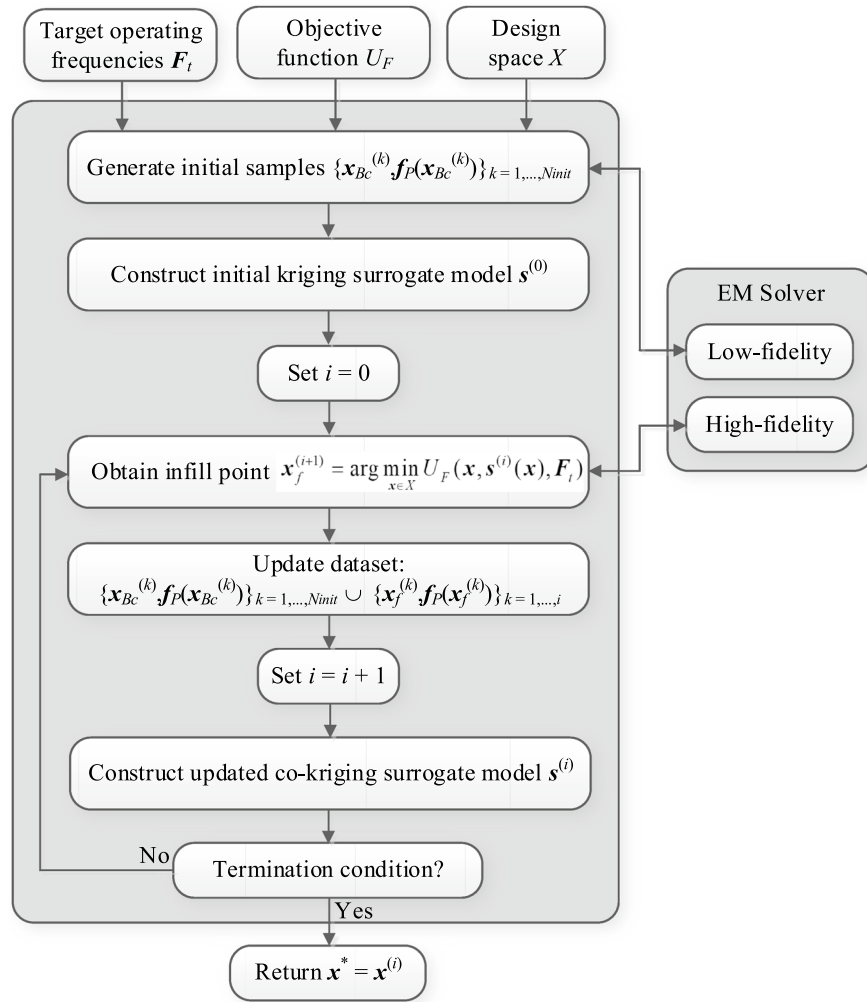 Target operating
frequencies Fₜ
Objective
function U_F
Design
space X
Generate initial samples {x_Bc^(k), f_P(x_Bc^(k))}_k = 1,...,Ninit
Construct initial kriging surrogate model s^(0)
EM Solver
Low-fidelity
High-fidelity
Set i = 0
Obtain infill point x_f^(i+1) = arg min_x∈X U_F(x, s^(i)(x), F_t)
Update dataset:
{x_Bc^(k), f_P(x_Bc^(k))}_k = 1,...,Ninit ∪ {x_f^(k), f_P(x_f^(k))}_k = 1,...,i
Set i = i + 1
Construct updated co-kriging surrogate model s^(i)
No
Termination condition?
Yes
Return x^* = x^(i)